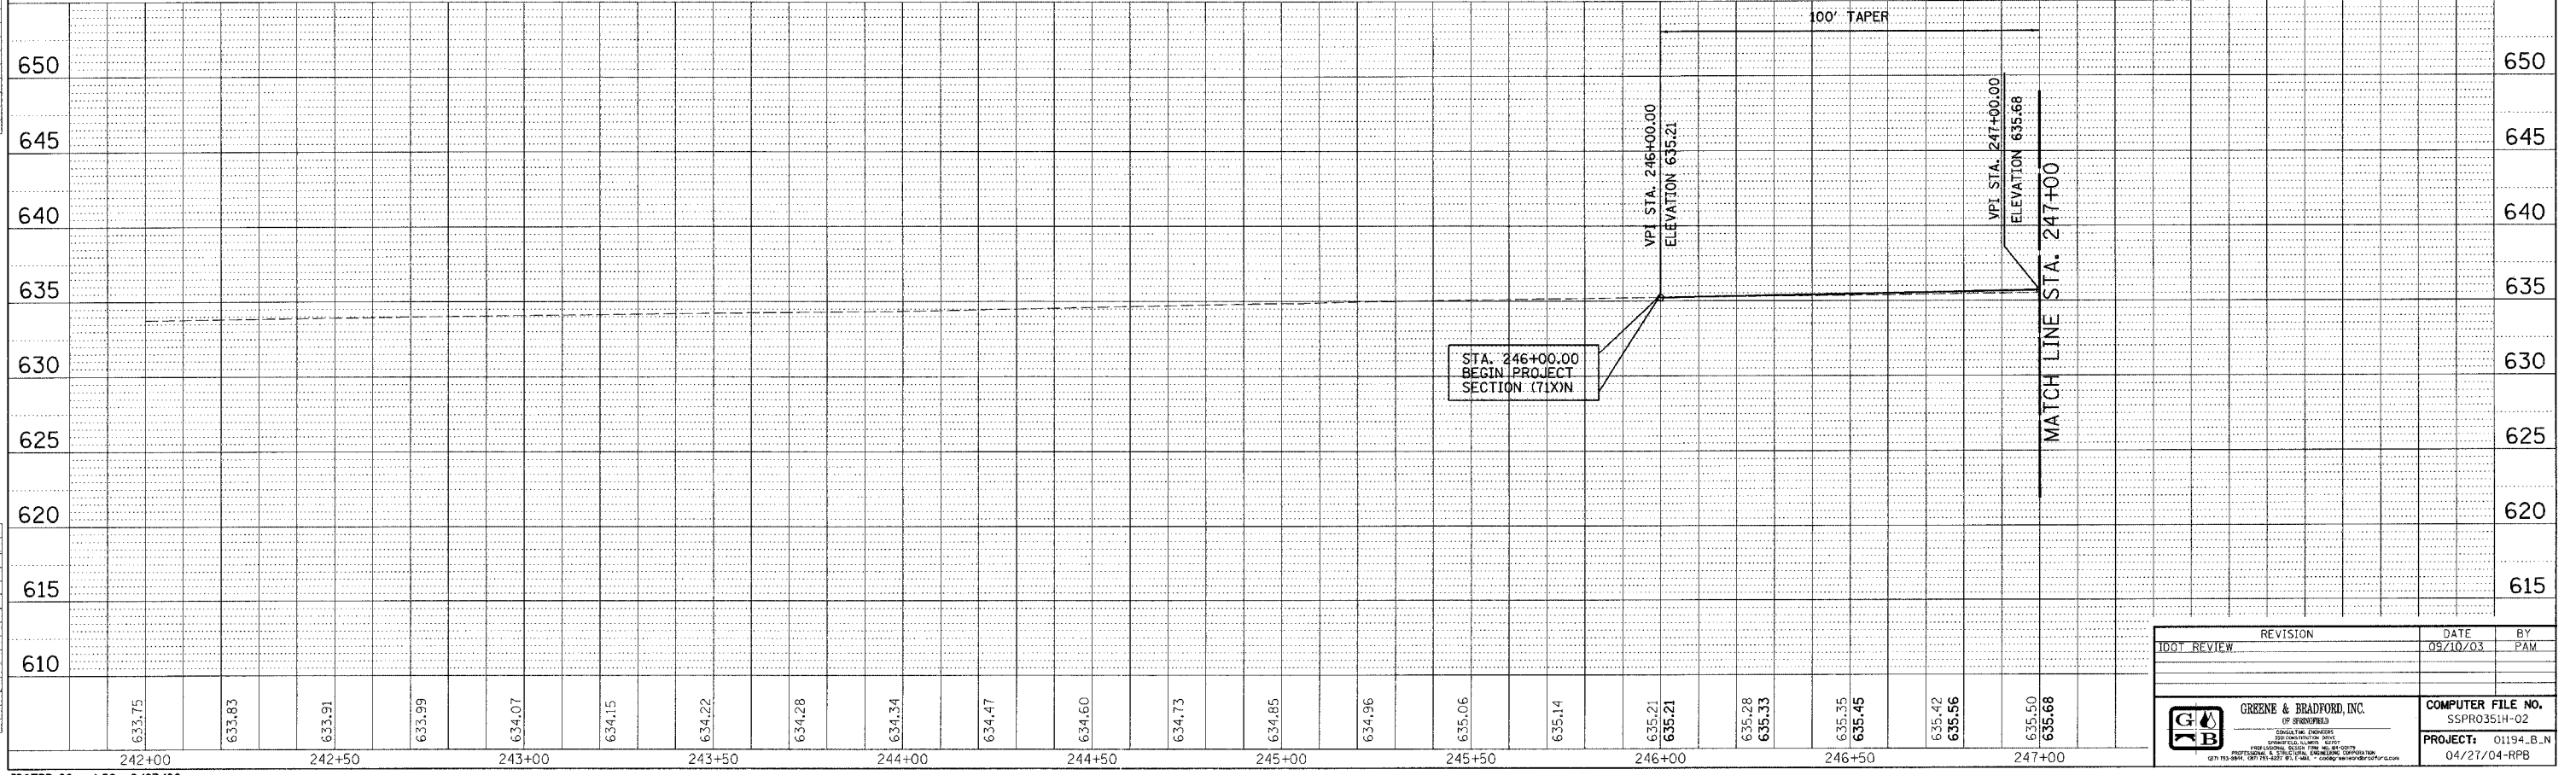 100' TAPER
650
645
640
635
630
625
620
615
610
650
645
640
635
630
625
620
615
VPI STA. 246+00.00
ELEVATION 635.21
VPI STA. 247+00.00
ELEVATION 635.68
MATCH LINE STA. 247+00
STA. 246+00.00
BEGIN PROJECT
SECTION (71X)N
633.75
633.83
633.91
633.99
634.07
634.15
634.22
634.28
634.34
634.47
634.60
634.73
634.85
634.96
635.06
635.14
635.21
635.21
635.28
635.33
635.35
635.45
635.42
635.56
635.50
635.68
242+00
242+50
243+00
243+50
244+00
244+50
245+00
245+50
246+00
246+50
247+00
REVISION DATE BY
IDOT REVIEW 09/10/03 PAM
G B
GREENE & BRADFORD, INC.
OF SPRINGFIELD
CONSULTING ENGINEERS
COMPUTER FILE NO.
SSPRO351H-02
PROJECT: 01194_B_N
04/27/04-RPB